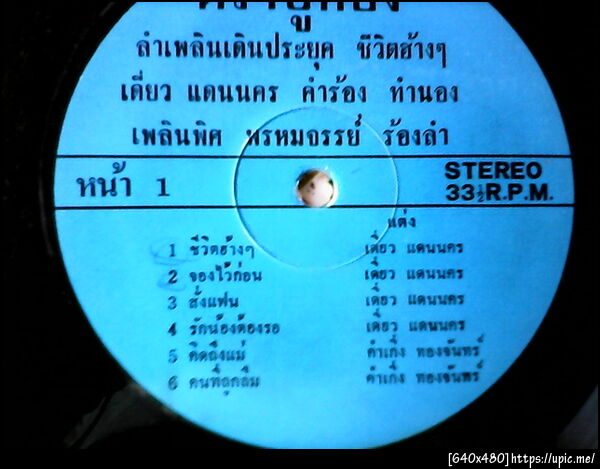 ลำเพลินเดินประยุค ชีวิตฮ้างๆ
เดี่ยว แดนนคร คำร้อง ทำนอง
เพลินพิศ พรหมจรรย์ ร้องลำ
หน้า 1
STEREO
33½R.P.M.
แต่ง
1 ชีวิตฮ้างๆ เดี่ยว แดนนคร
2 จองไว้ก่อน เดี่ยว แดนนคร
3 สั่งแฟน เดี่ยว แดนนคร
4 รักน้องต้องรอ เดี่ยว แดนนคร
5 คิดถึงแม่ คำเกิ่ง ทองจันทร์
6 คนที่ถูกลืม คำเกิ่ง ทองจันทร์
[640x480]https://upic.me/